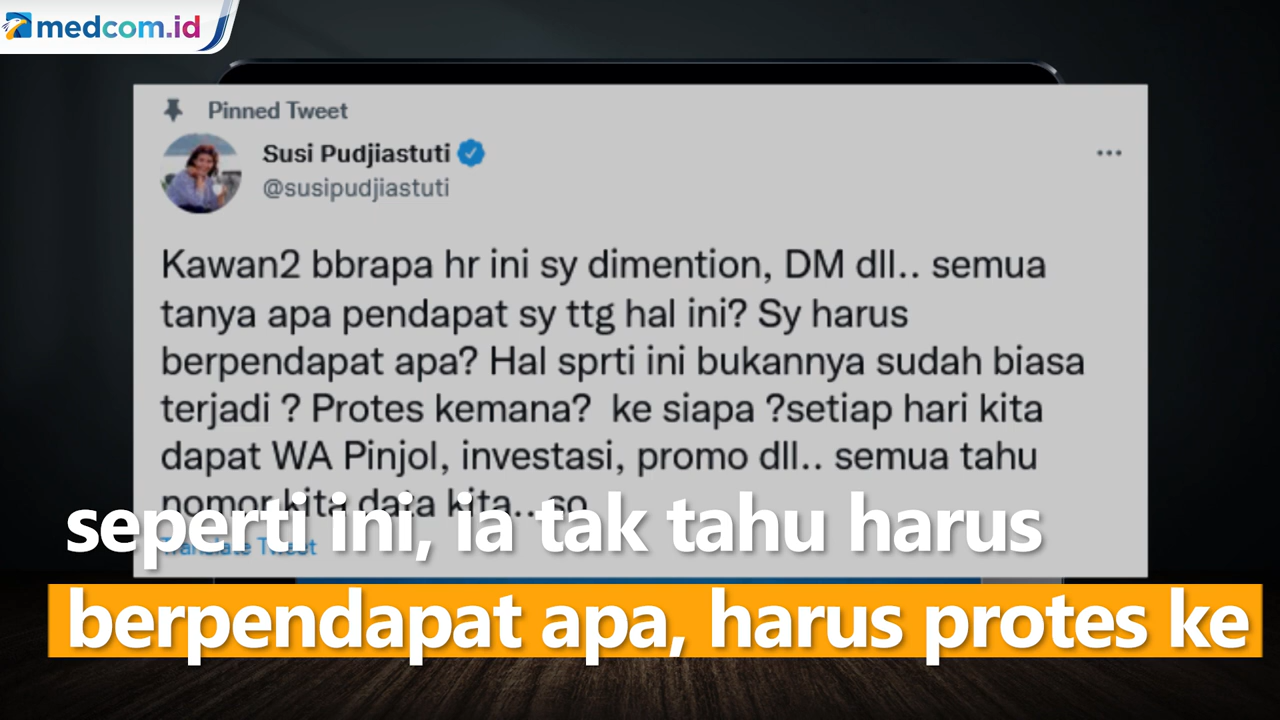 medcom.id
Pinned Tweet
Susi Pudjiastuti
@susipudjiastuti
Kawan2 bbrapa hr ini sy dimention, DM dll.. semua
tanya apa pendapat sy ttg hal ini? Sy harus
berpendapat apa? Hal sprti ini bukannya sudah biasa
terjadi ? Protes kemana?  ke siapa ?setiap hari kita
dapat WA Pinjol, investasi, promo dll.. semua tahu
nomor kita data kita.. so
Translate Tweet
seperti ini, ia tak tahu harus
berpendapat apa, harus protes ke